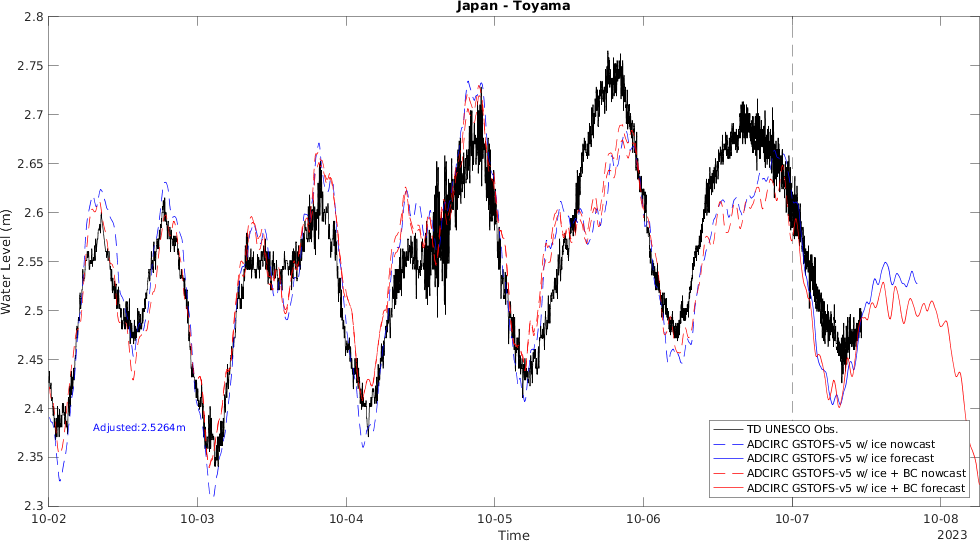 Japan - Toyama
2.8
2.75
2.7
2.65
2.6
2.55
2.5
2.45
2.4
2.35
2.3
Water Level (m)
Adjusted:2.5264m
TD UNESCO Obs.
ADCIRC GSTOFS-v5 w/ ice nowcast
ADCIRC GSTOFS-v5 w/ ice forecast
ADCIRC GSTOFS-v5 w/ ice + BC nowcast
ADCIRC GSTOFS-v5 w/ ice + BC forecast
10-02 10-03 10-04 10-05 10-06 10-07 10-08
Time
2023